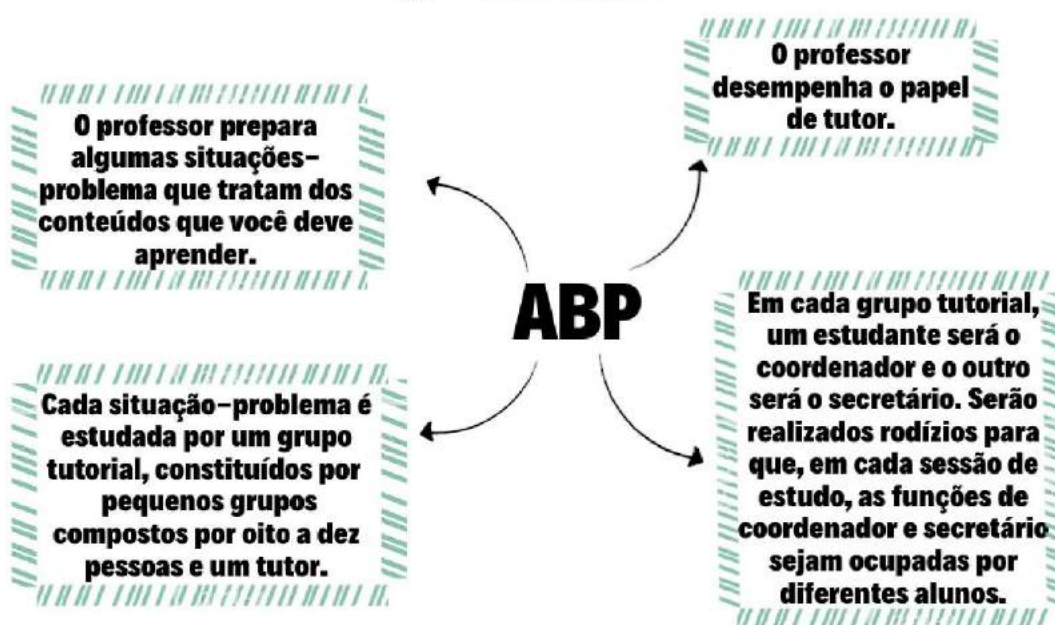 O professor prepara
algumas situações-
problema que tratam dos
conteúdos que você deve
aprender.
O professor
desempenha o papel
de tutor.
ABP
Cada situação-problema é
estudada por um grupo
tutorial, constituídos por
pequenos grupos
compostos por oito a dez
pessoas e um tutor.
Em cada grupo tutorial,
um estudante será o
coordenador e o outro
será o secretário. Serão
realizados rodízios para
que, em cada sessão de
estudo, as funções de
coordenador e secretário
sejam ocupadas por
diferentes alunos.